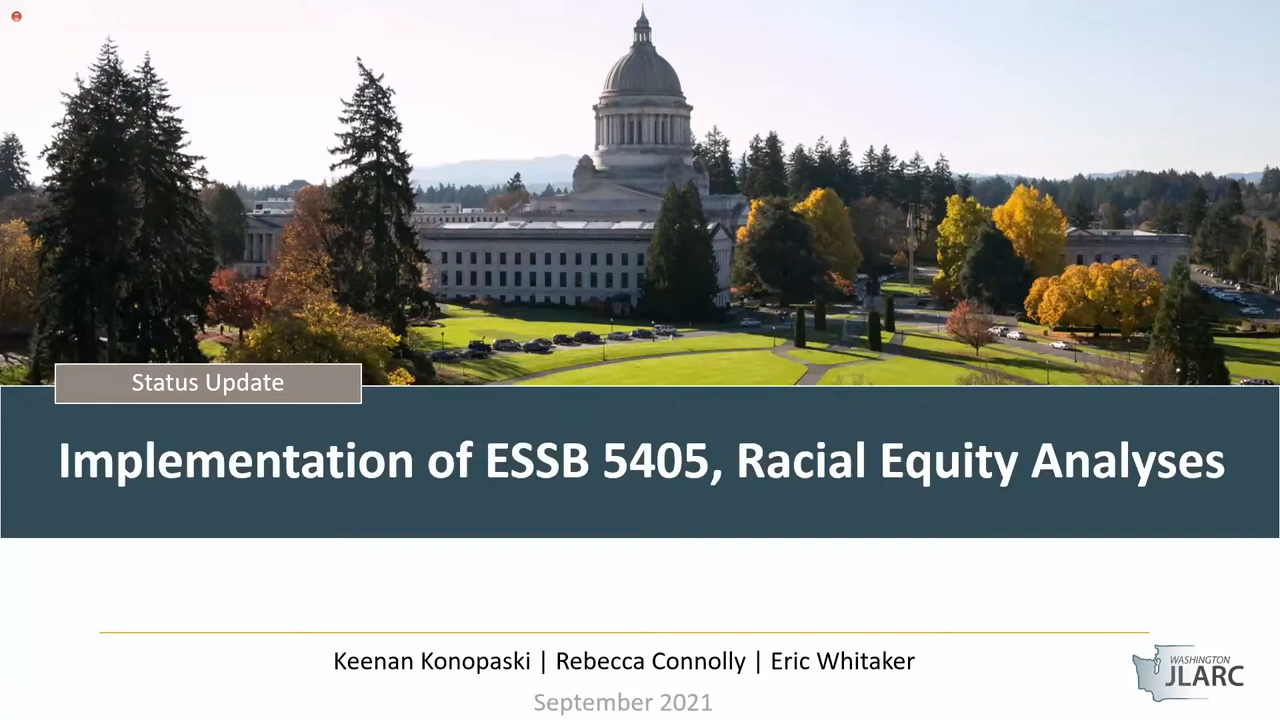 Status Update
Implementation of ESSB 5405, Racial Equity Analyses
Keenan Konopaski | Rebecca Connolly | Eric Whitaker
September 2021
WASHINGTON
JLARC